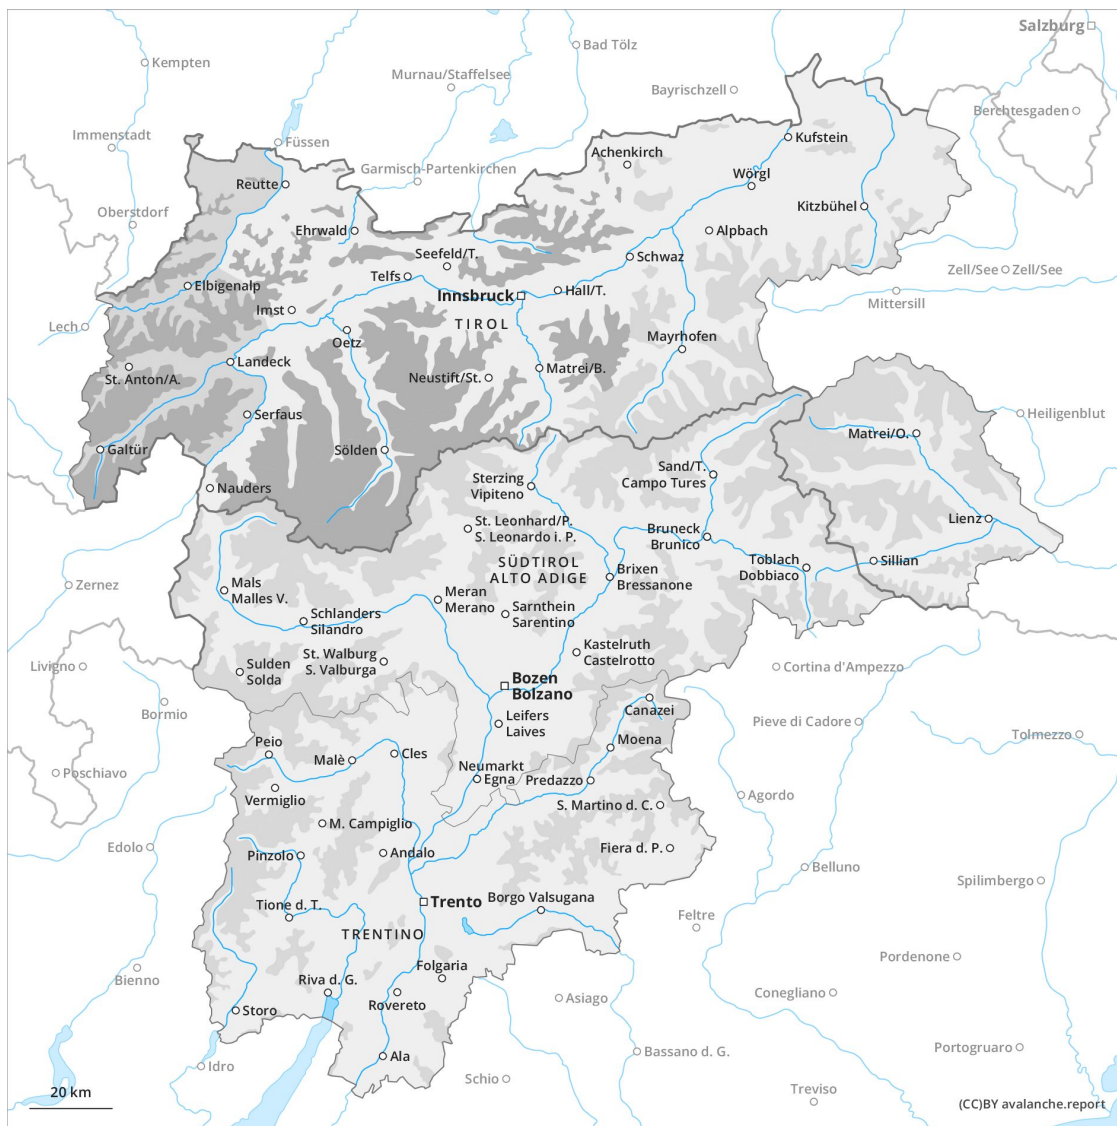 Salzburg
Bad Tölz
Kempten
Murnau/Staffelsee
Bayrischzell
Berchtesgaden
Immenstadt
Füssen
Kufstein
Achenkirch
Garmisch-Partenkirchen
Wörgl
Reutte
Kitzbühel
Oberstdorf
Ehrwald
Alpbach
Seefeld/T.
Schwaz
Zell/See
Zell/See
Telfs
Elbigenalp
Hall/T.
Innsbruck
Mittersill
Imst
TIROL
Lech
Oetz
Mayrhofen
Landeck
Matrei/B.
St. Anton/A.
Neustift/St.
Serfaus
Heiligenblut
Matrei/O.
Galtür
Sölden
Sand/T.
Campo Tures
Sterzing
Vipiteno
Nauders
Lienz
St. Leonhard/P.
S. Leonardo i. P.
Bruneck
Brunico
SÜDTIROL
ALTO ADIGE
Toblach
Dobbiaco
Sillian
Brixen
Bressanone
Zernez
Mals
Malles V.
Meran
Merano
Sarnthein
Sarentino
Schlanders
Silandro
Kastelruth
Castelrotto
St. Walburg
S. Valburga
Livigno
Sulden
Solda
Cortina d'Ampezzo
Bozen
Bolzano
Bormio
Canazei
Leifers
Laives
Pieve di Cadore
Tolmezzo
Peio
Moena
Malè
Cles
Poschiavo
Neumarkt
Egna
Predazzo
Vermiglio
Agordo
S. Martino d. C.
M. Campiglio
Edolo
Pinzolo
Andalo
Fiera d. P.
Belluno
Spilimbergo
Trento
Borgo Valsugana
Tione d. T.
Feltre
TRENTINO
Pordenone
Bienno
Folgaria
Riva d. G.
Rovereto
Asiago
Conegliano
Storo
Portogruaro
Ala
Bassano d. G.
Idro
Schio
Treviso
20 km
(CC)BY avalanche.report